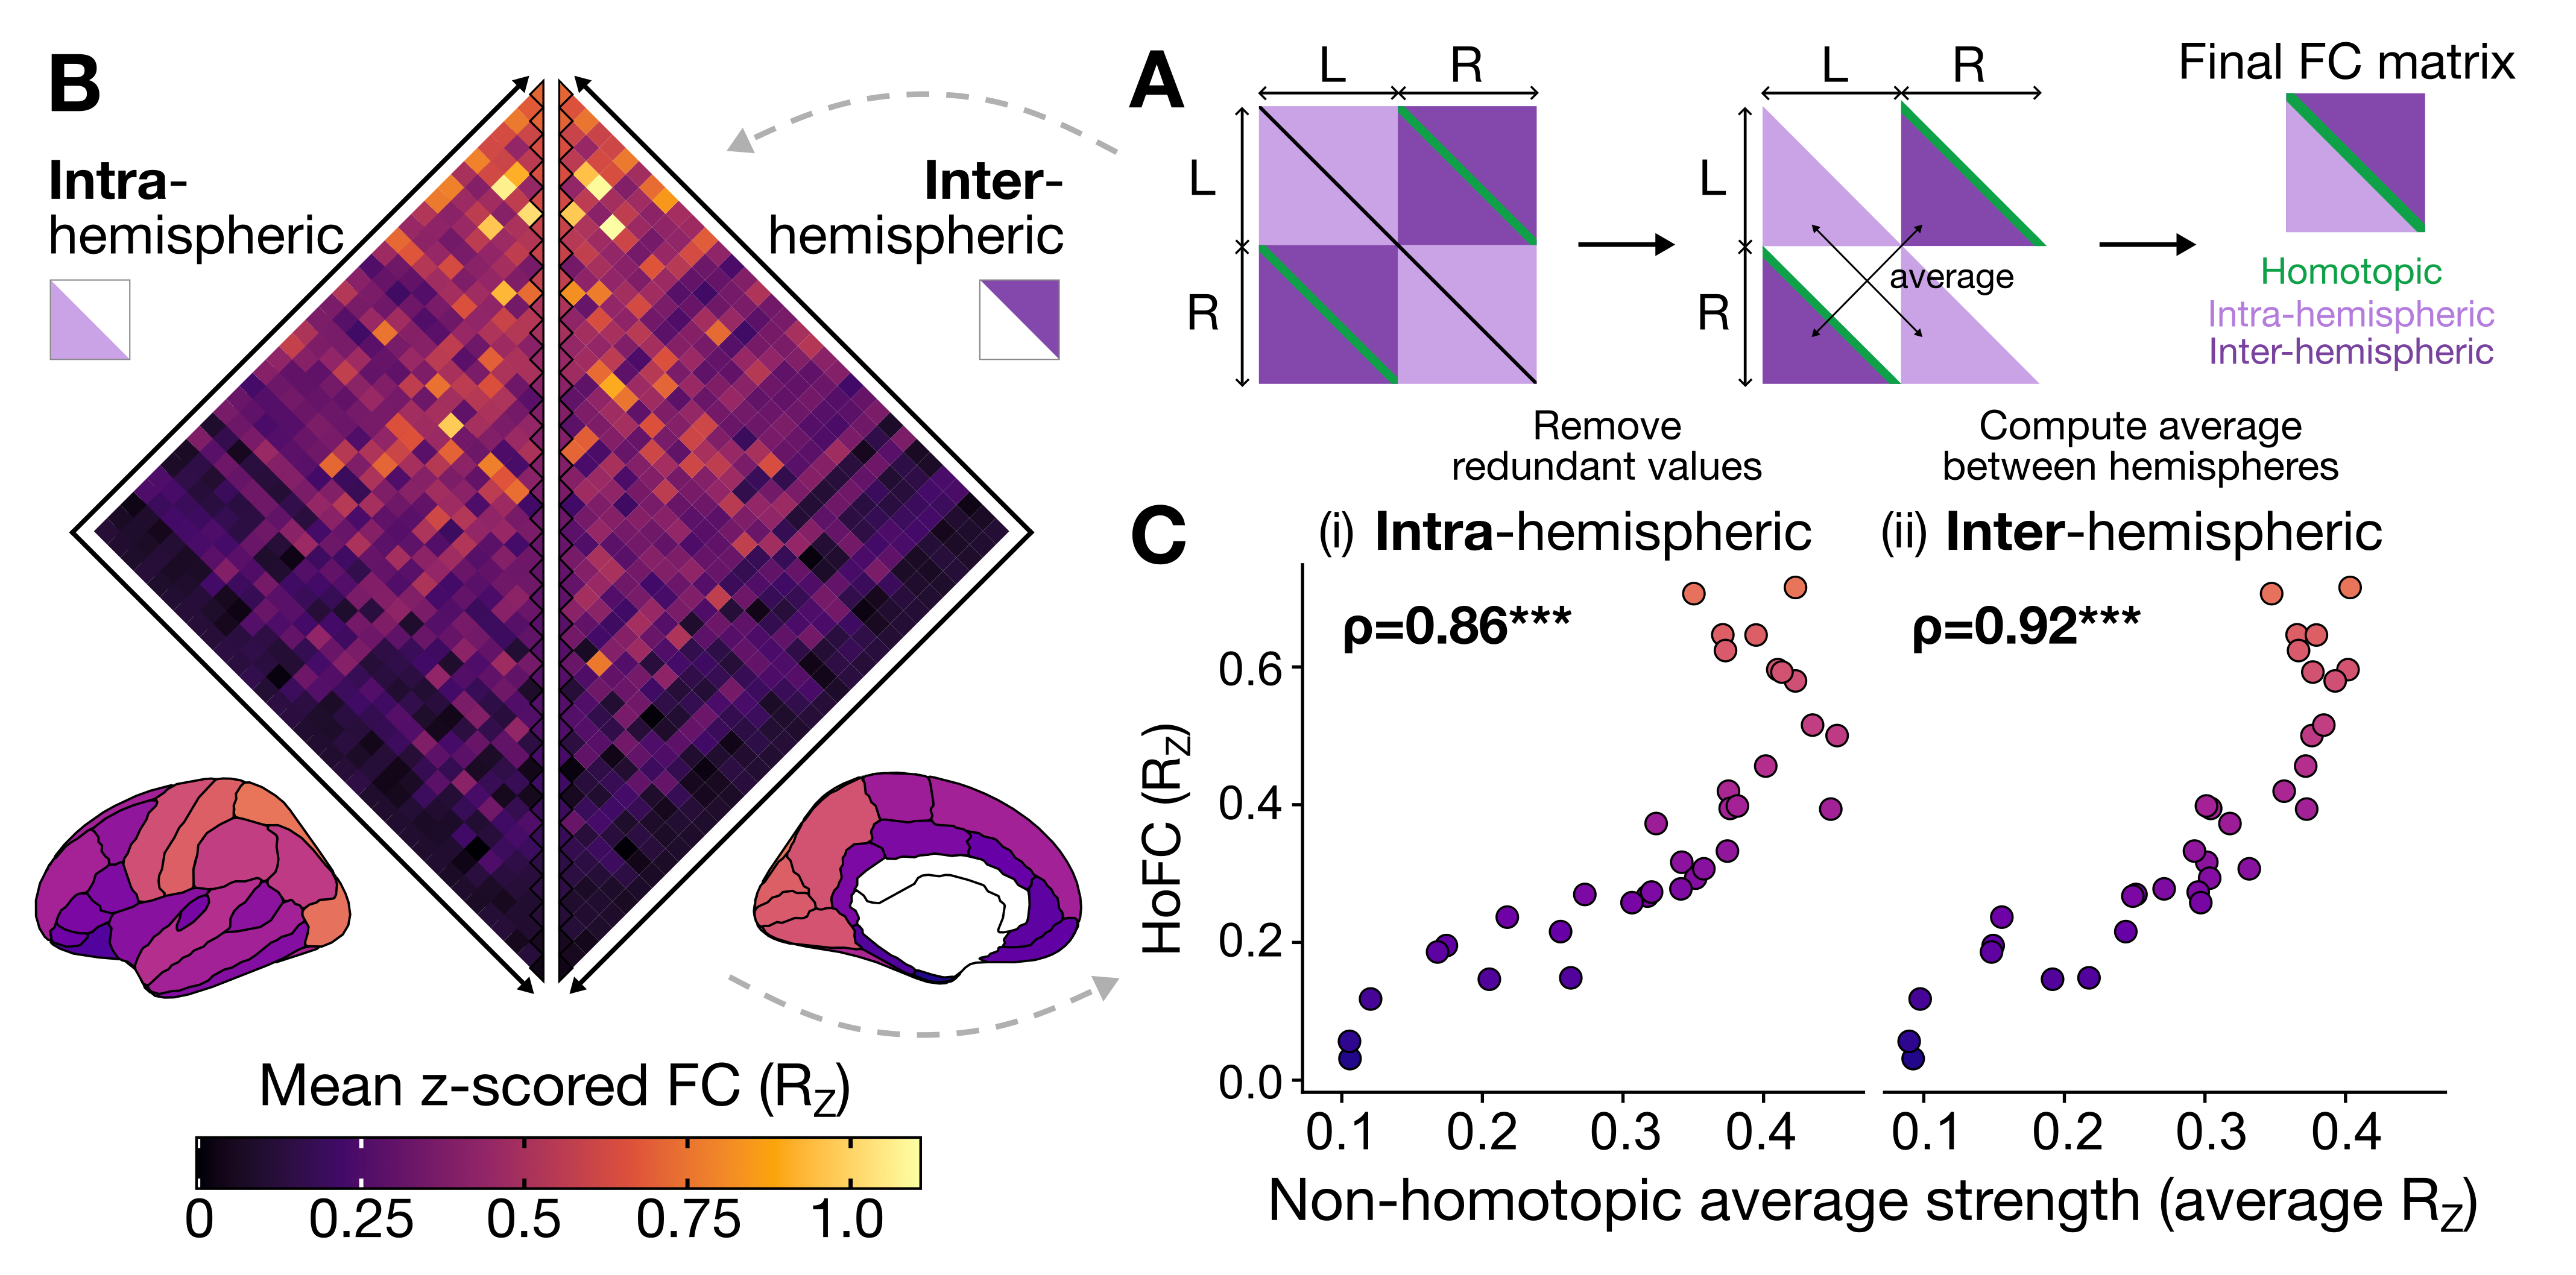 B
Intra-
hemispheric
Inter-
hemispheric
Mean z-scored FC (RZ)
0 0.25 0.5 0.75 1.0
A
L R
L
R
L R
L
R
average
Final FC matrix
Homotopic
Intra-hemispheric
Inter-hemispheric
Remove
redundant values
Compute average
between hemispheres
C
(i) Intra-hemispheric
(ii) Inter-hemispheric
ρ=0.86***
ρ=0.92***
HoFC (RZ)
0.6
0.4
0.2
0.0
0.1 0.2 0.3 0.4
0.1 0.2 0.3 0.4
Non-homotopic average strength (average RZ)